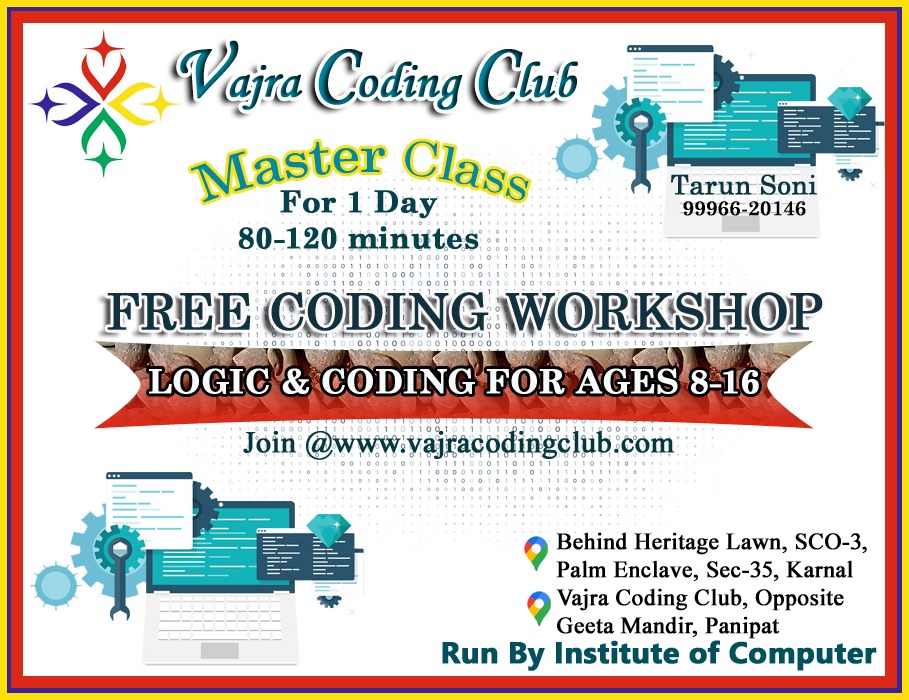 Vajra Coding Club
Master Class
For 1 Day
80-120 minutes
Tarun Soni
99966-20146
FREE CODING WORKSHOP
LOGIC & CODING FOR AGES 8-16
Join @www.vajracodingclub.com
Behind Heritage Lawn, SCO-3,
Palm Enclave, Sec-35, Karnal
Vajra Coding Club, Opposite
Geeta Mandir, Panipat
Run By Institute of Computer